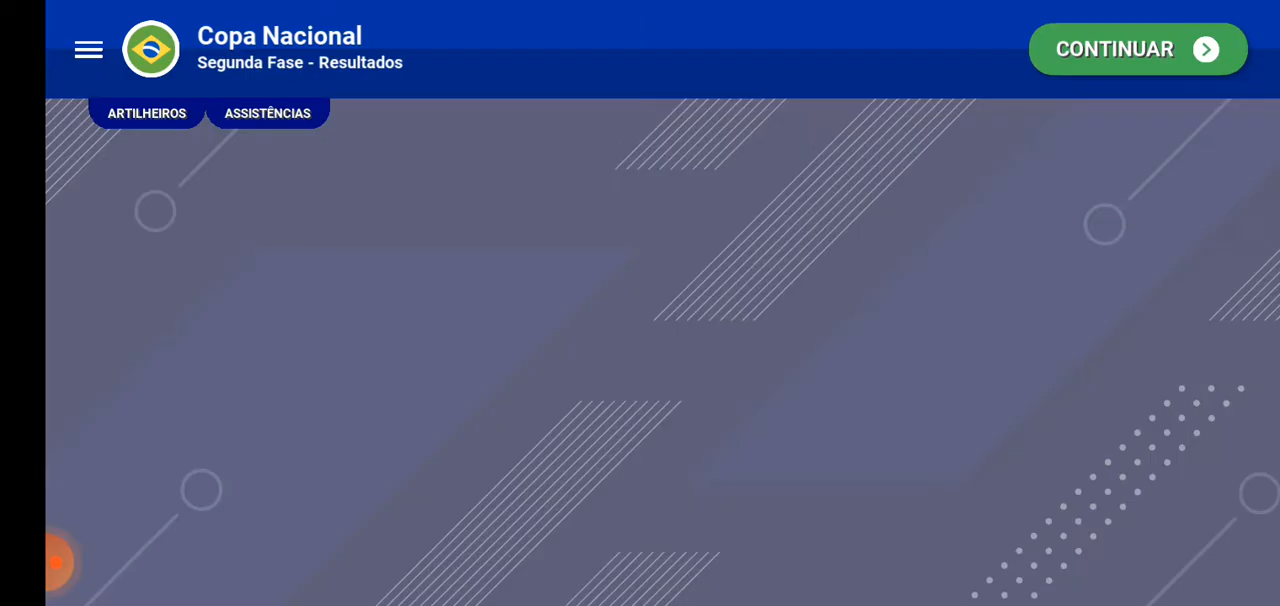 Copa Nacional
Segunda Fase - Resultados
CONTINUAR
ARTILHEIROS
ASSISTÊNCIAS